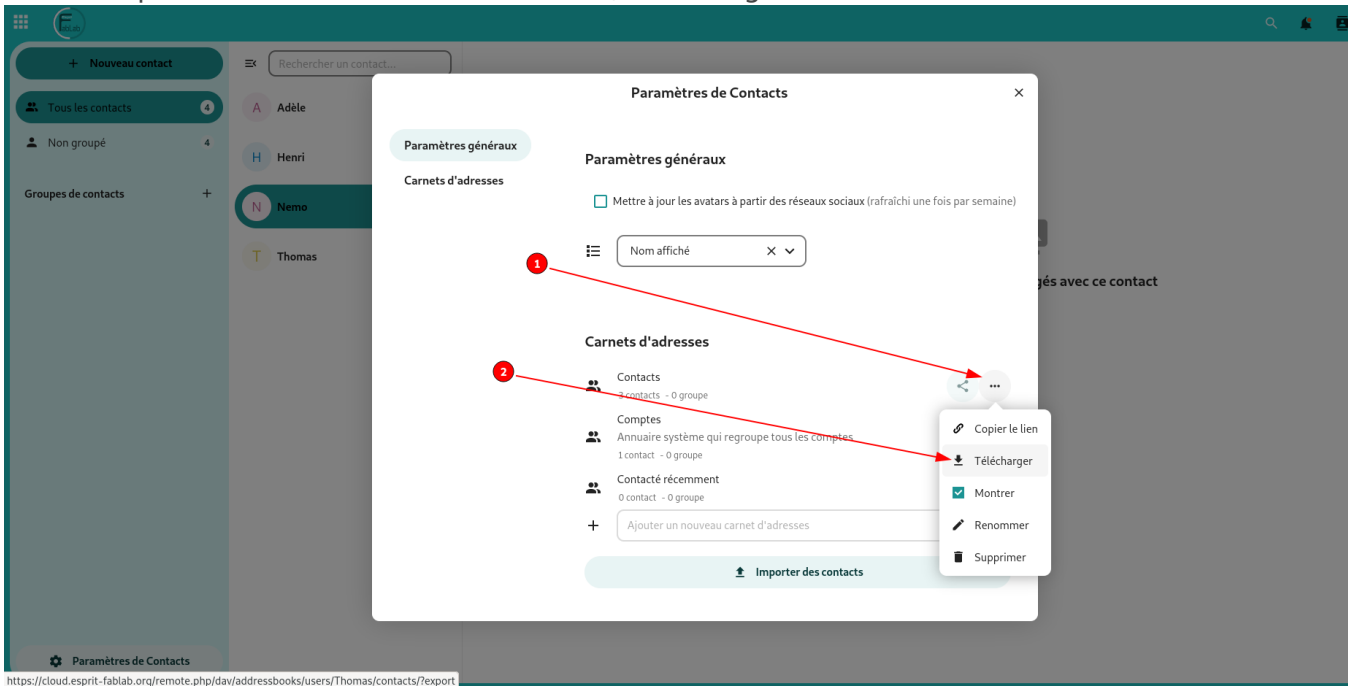 + Nouveau contact
Rechercher un contact...
Tous les contacts 4
Non groupé 4
Groupes de contacts +
A Adèle
H Henri
N Nemo
T Thomas
Paramètres de Contacts
Paramètres généraux
Carnets d'adresses
Paramètres généraux
Mettre à jour les avatars à partir des réseaux sociaux (rafraîchi une fois par semaine)
Nom affiché
1
gés avec ce contact
Carnets d'adresses
2
Contacts
3 contacts - 0 groupe
Comptes
Annuaire système qui regroupe tous les comptes
1 contact - 0 groupe
Contacté récemment
0 contact - 0 groupe
+ Ajouter un nouveau carnet d'adresses
Importer des contacts
Copier le lien
Télécharger
Montrer
Renommer
Supprimer
Paramètres de Contacts
https://cloud.esprit-fablab.org/remote.php/dav/addressbooks/users/Thomas/contacts/?export